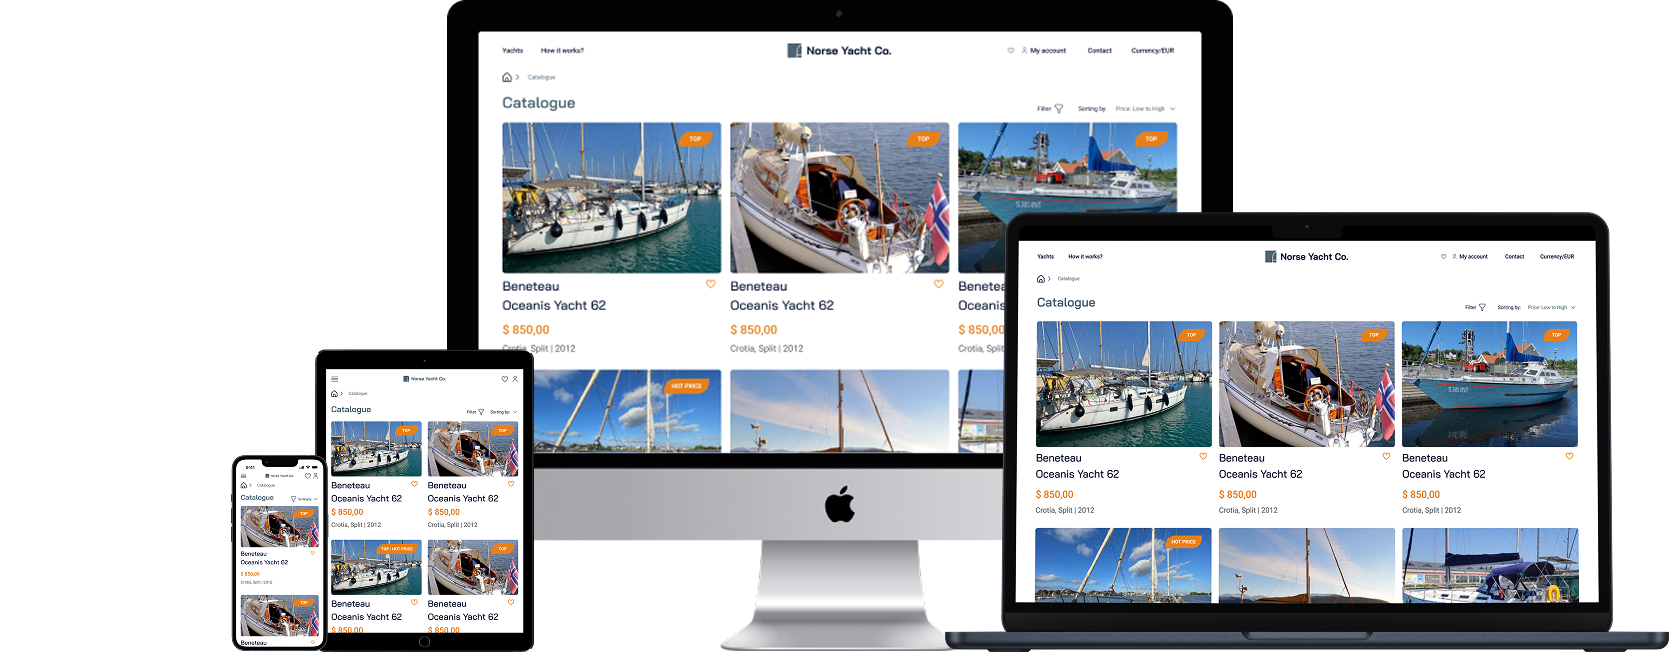 Yachts How it works? Norse Yacht Co. My account Contact Currency/EUR
Catalogue
Catalogue
Filter Sorting by: Price: Low to High
TOP TOP TOP
SJØLØYT
Beneteau Beneteau Beneteau
Oceanis Yacht 62 Oceanis Yacht 62 Oceanis
$ 850,00 $ 850,00 $ 850,00
Crotia, Split | 2012 Crotia, Split | 2012 Crotia, Split
HOT PRICE
Yachts How it works? Norse Yacht Co. My account Contact Currency/EUR
Catalogue
Catalogue
Filter Sorting by: Price: Low to High
TOP TOP TOP
SJØLØYT
Beneteau Beneteau Beneteau
Oceanis Yacht 62 Oceanis Yacht 62 Oceanis Yacht 62
$ 850,00 $ 850,00 $ 850,00
Crotia, Split | 2012 Crotia, Split | 2012 Crotia, Split | 2012
HOT PRICE
Norse Yacht Co.
Catalogue
Catalogue Filter Sorting by:
TOP TOP
Beneteau Beneteau
Oceanis Yacht 62 Oceanis Yacht 62
$ 850,00 $ 850,00
Crotia, Split | 2012 Crotia, Split | 2012
TOP | HOT PRICE TOP
Beneteau Beneteau
Oceanis Yacht 62 Oceanis Yacht 62
$ 850,00 $ 850,00
9:41
Norse Yacht Co.
Catalogue
Catalogue Sorting by:
TOP
Beneteau
Oceanis Yacht 62
$ 850,00
Crotia, Split | 2012
TOP
Beneteau